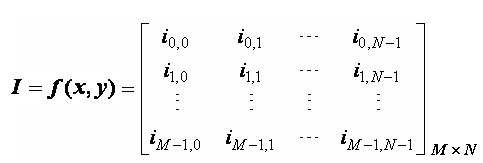 i0,0 i0,1 ⋯ i0,N−1
i1,0 i1,1 ⋯ i1,N−1
I = f(x, y) =
⋮ ⋮ ⋮ ⋮
iM−1,0 iM−1,1 ⋯ iM−1,N−1
M × N